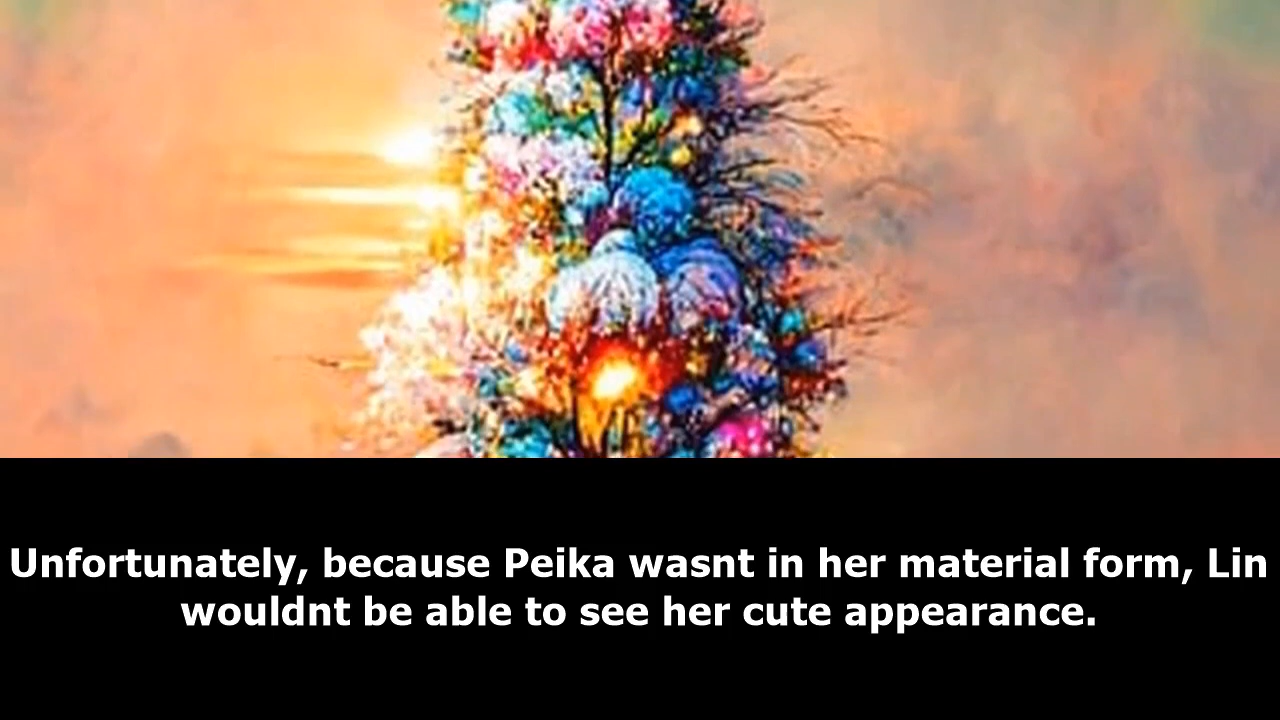 Unfortunately, because Peika wasnt in her material form, Lin
wouldnt be able to see her cute appearance.